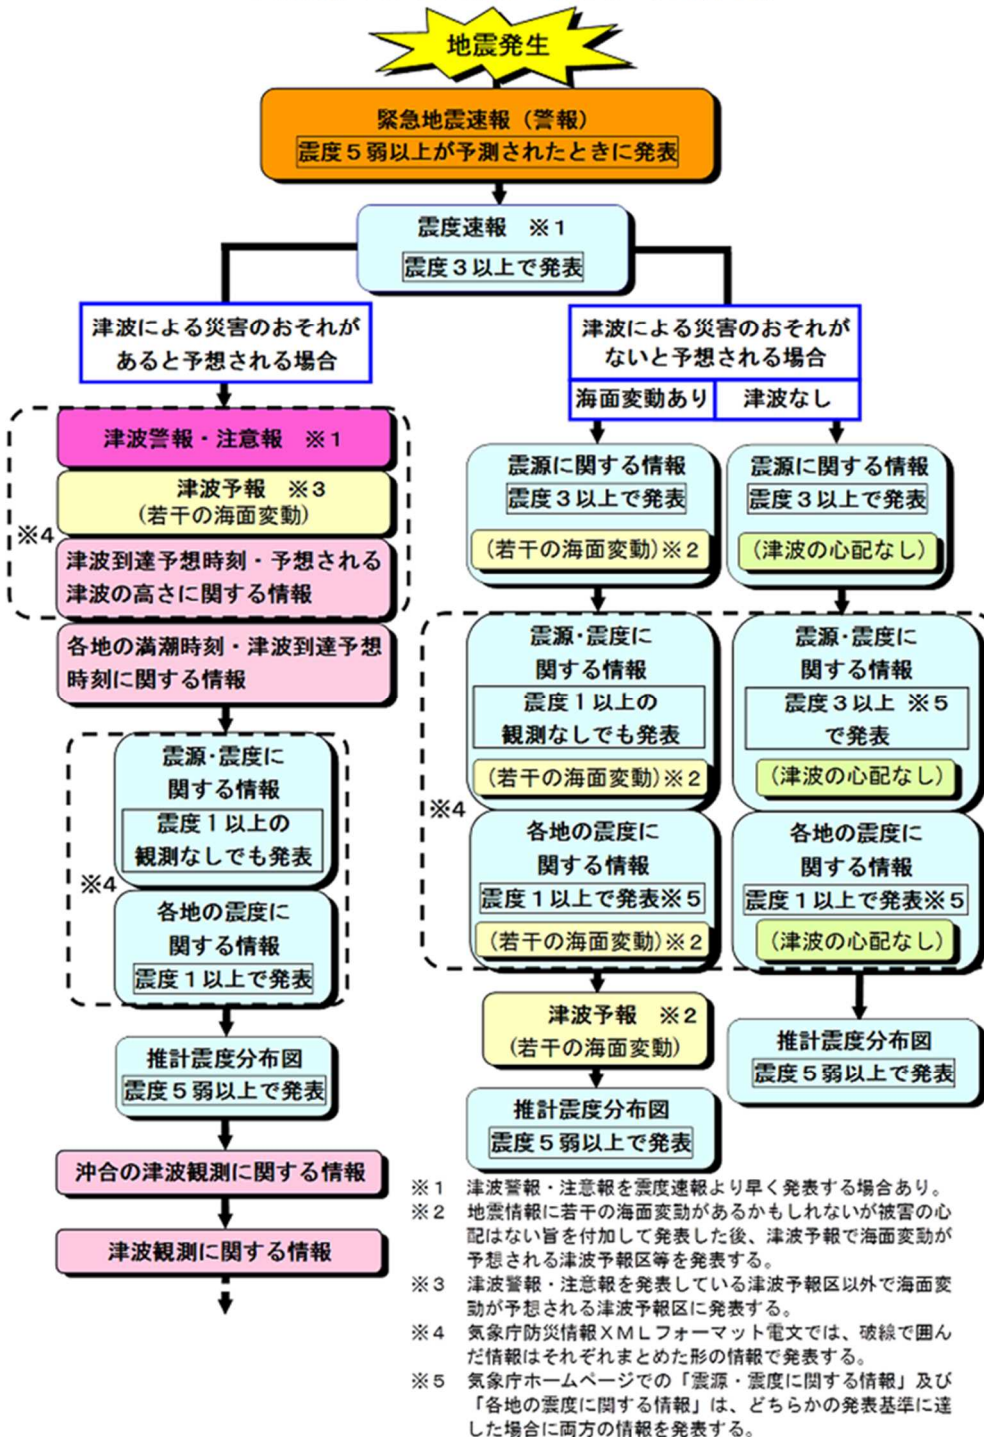 地震発生
緊急地震速報（警報）
震度５弱以上が予測されたときに発表
震度速報　※１
震度３以上で発表
津波による災害のおそれが
あると予想される場合
津波による災害のおそれが
ないと予想される場合
海面変動あり
津波なし
津波警報・注意報　※１
津波予報　※３
(若干の海面変動)
※４
津波到達予想時刻・予想される
津波の高さに関する情報
各地の満潮時刻・津波到達予想
時刻に関する情報
震源・震度に
関する情報
震度１以上の
観測なしでも発表
※４
各地の震度に
関する情報
震度１以上で発表
推計震度分布図
震度５弱以上で発表
沖合の津波観測に関する情報
津波観測に関する情報
震源に関する情報
震度３以上で発表
(若干の海面変動)※２
震源・震度に
関する情報
震度１以上の
観測なしでも発表
(若干の海面変動)※２
※４
各地の震度に
関する情報
震度１以上で発表※５
(若干の海面変動)※２
津波予報　※２
(若干の海面変動)
推計震度分布図
震度５弱以上で発表
震源に関する情報
震度３以上で発表
(津波の心配なし)
震源・震度に
関する情報
震度３以上 ※５
で発表
(津波の心配なし)
各地の震度に
関する情報
震度１以上で発表※５
(津波の心配なし)
推計震度分布図
震度５弱以上で発表
※１　津波警報・注意報を震度速報より早く発表する場合あり。
※２　地震情報に若干の海面変動があるかもしれないが被害の心
配はない旨を付加して発表した後、津波予報で海面変動が
予想される津波予報区等を発表する。
※３　津波警報・注意報を発表している津波予報区以外で海面変
動が予想される津波予報区に発表する。
※４　気象庁防災情報ＸＭＬフォーマット電文では、破線で囲ん
だ情報はそれぞれまとめた形の情報で発表する。
※５　気象庁ホームページでの「震源・震度に関する情報」及び
「各地の震度に関する情報」は、どちらかの発表基準に達
した場合に両方の情報を発表する。